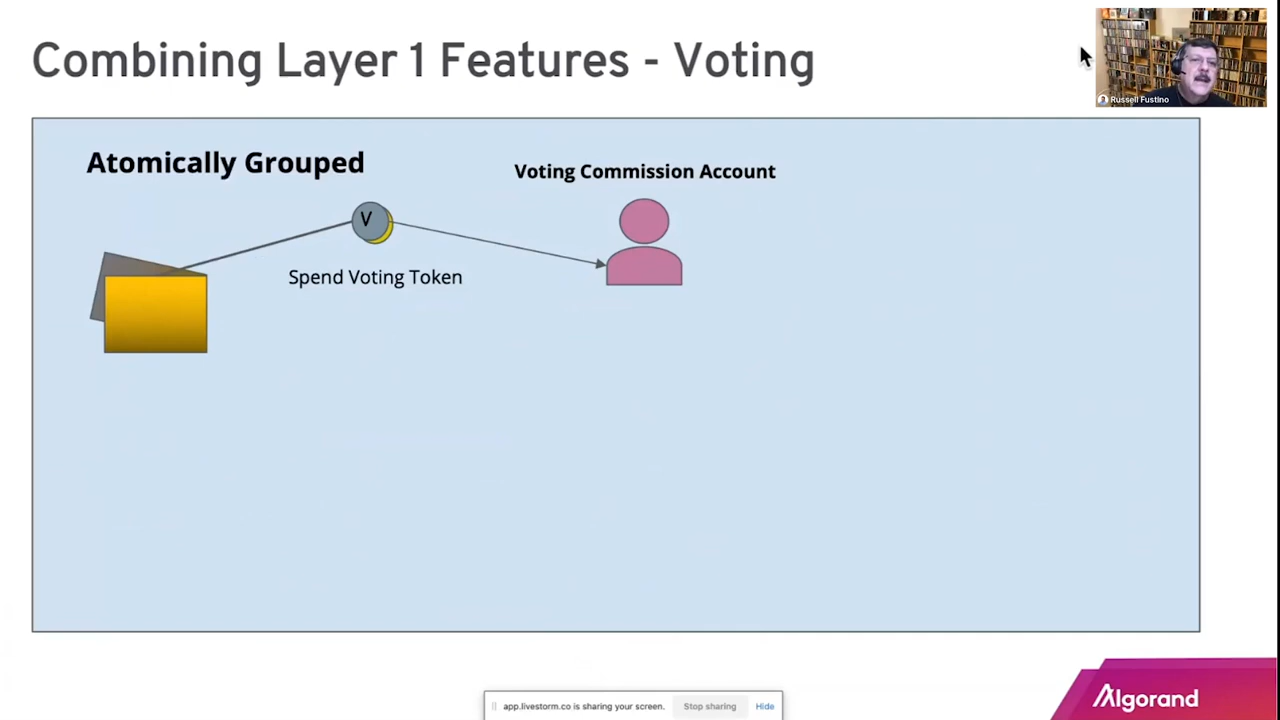 Combining Layer 1 Features - Voting
Russell Fustino
Atomically Grouped
Voting Commission Account
V
Spend Voting Token
Algorand
app.livestorm.co is sharing your screen.
Stop sharing
Hide